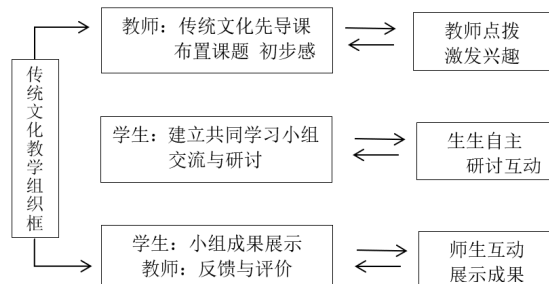 传统文化教学组织框
教师：传统文化先导课
布置课题 初步感
教师点拨
激发兴趣
学生：建立共同学习小组
交流与研讨
生生自主
研讨互动
学生：小组成果展示
教师：反馈与评价
师生互动
展示成果